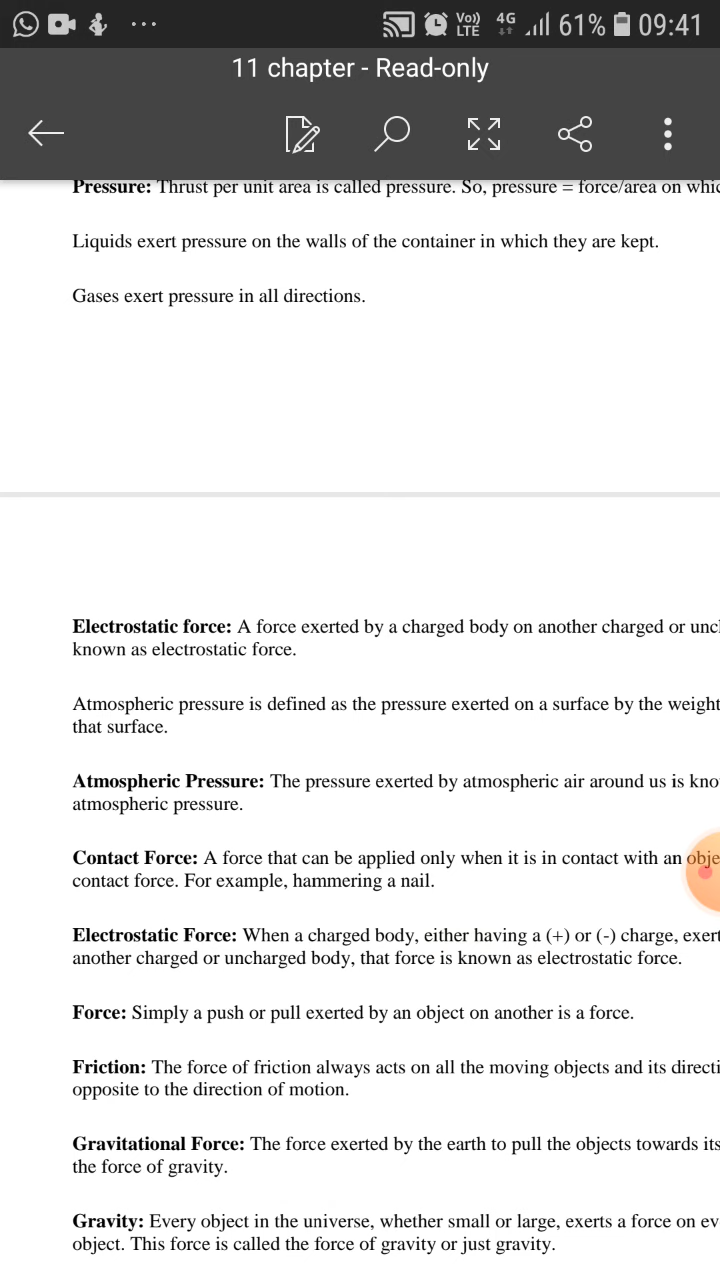 Vo)) 4G 61% 09:41
LTE
11 chapter - Read-only
Pressure: Thrust per unit area is called pressure. So, pressure = force/area on
Liquids exert pressure on the walls of the container in which they are kept.
Gases exert pressure in all directions.
Electrostatic force: A force exerted by a charged body on another charged or
known as electrostatic force.
Atmospheric pressure is defined as the pressure exerted on a surface by the weight
that surface.
Atmospheric Pressure: The pressure exerted by atmospheric air around us is
atmospheric pressure.
Contact Force: A force that can be applied only when it is in contact with an
contact force. For example, hammering a nail.
Electrostatic Force: When a charged body, either having a (+) or (-) charge,
another charged or uncharged body, that force is known as electrostatic force.
Force: Simply a push or pull exerted by an object on another is a force.
Friction: The force of friction always acts on all the moving objects and its
opposite to the direction of motion.
Gravitational Force: The force exerted by the earth to pull the objects towards
the force of gravity.
Gravity: Every object in the universe, whether small or large, exerts a force on
object. This force is called the force of gravity or just gravity.